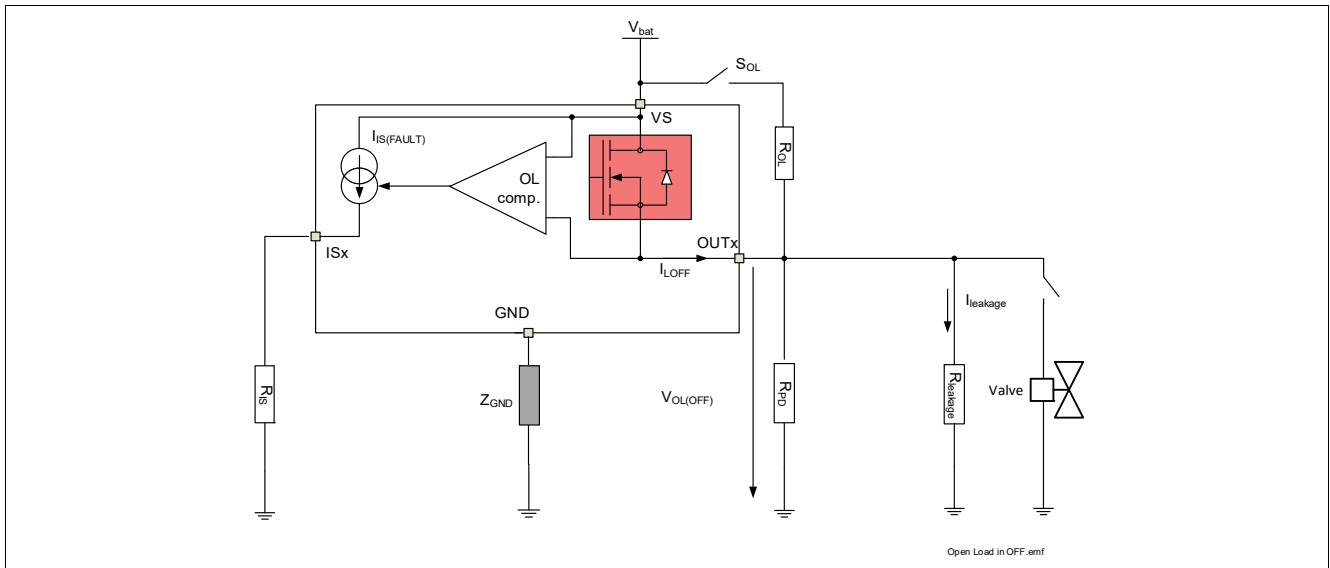 Vbat
SOL
VS
IIS(FAULT)
ROL
OL
comp.
OUTx
ISx
ILOFF
Ileakage
GND
RIS
ZGND
VOL(OFF)
RPD
Rleakage
Valve
Open Load in OFF.emf